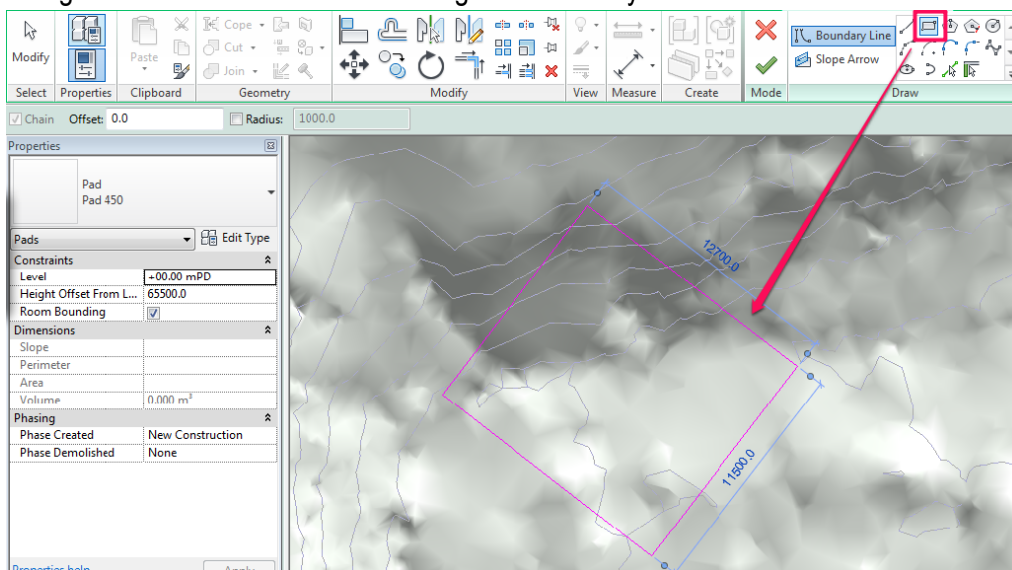 Modify
Paste
Cope
Cut
Join
Boundary Line
Slope Arrow
Select Properties Clipboard Geometry Modify View Measure Create Mode Draw
Chain Offset: 0.0 Radius: 1000.0
Properties
Pad
Pad 450
Pads Edit Type
Constraints
Level +00.00 mPD
Height Offset From L... 65500.0
Room Bounding
Dimensions
Slope
Perimeter
Area
Volume 0.000 m³
Phasing
Phase Created New Construction
Phase Demolished None
Properties help Apply
12700.0
11500.0